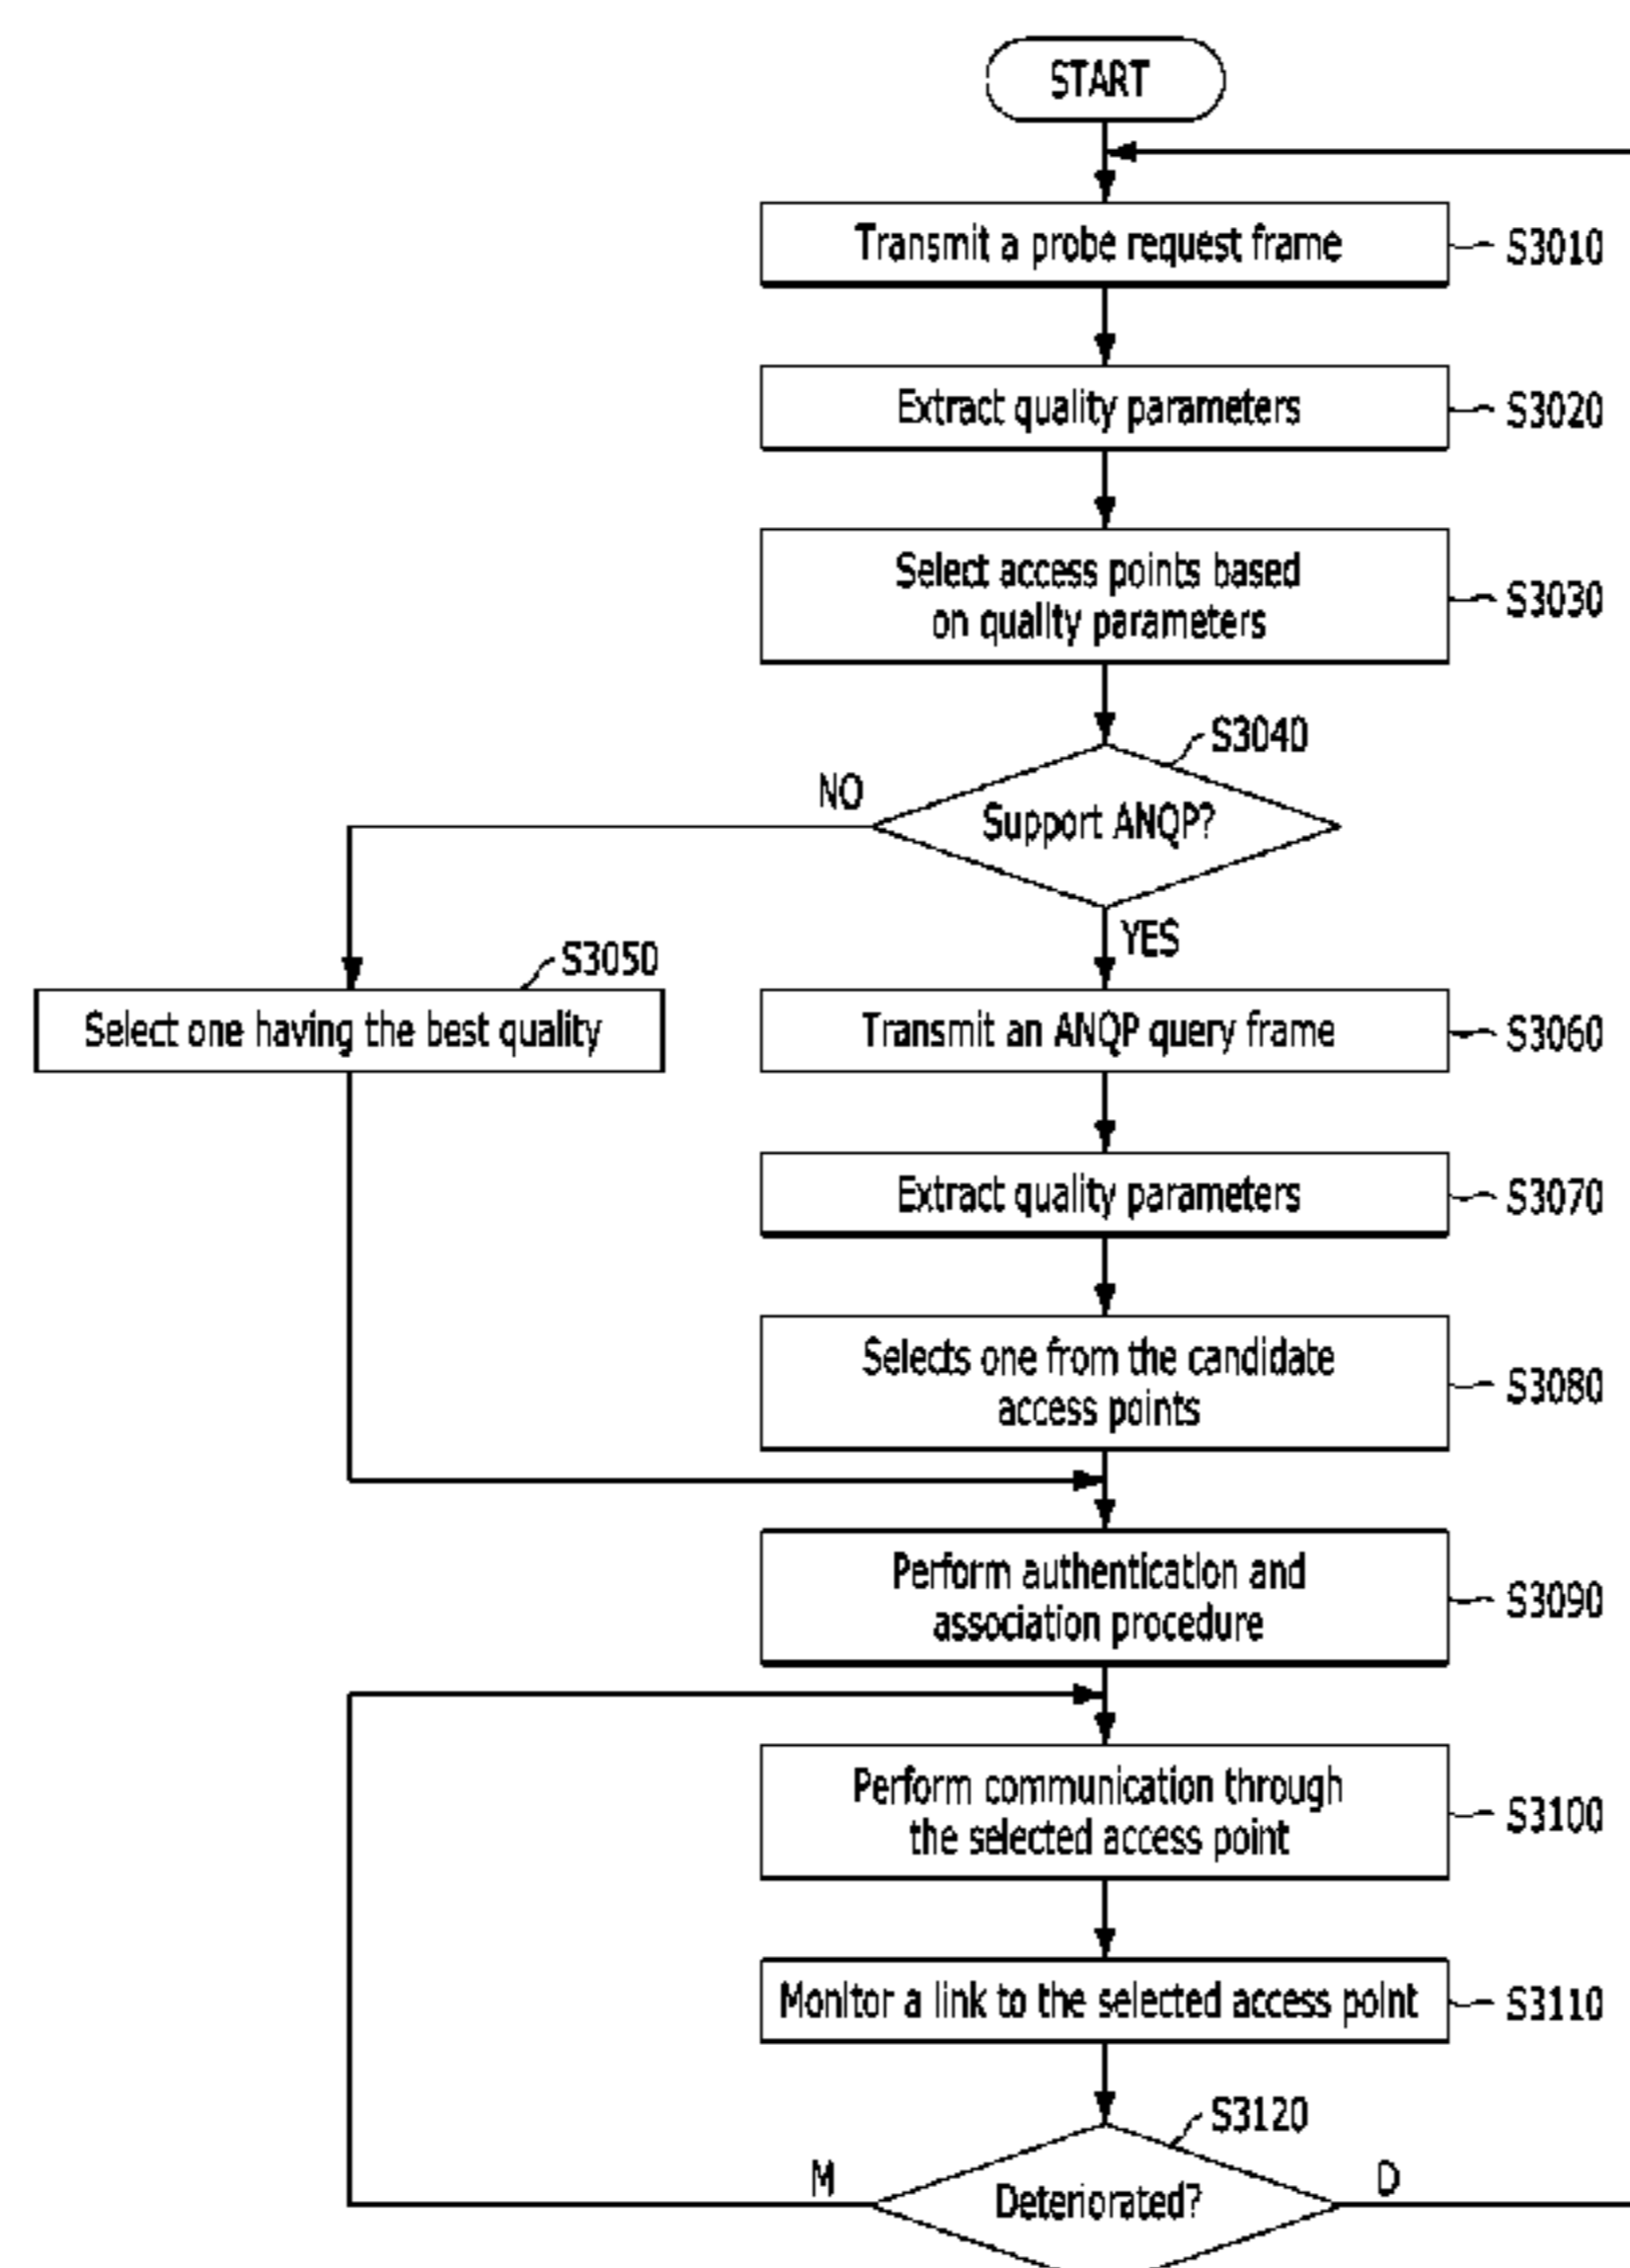 START
Transmit a probe request frame
S3010
Extract quality parameters
S3020
Select access points based
on quality parameters
S3030
S3040
NO
Support ANQP?
YES
S3050
Select one having the best quality
Transmit an ANQP query frame
S3060
Extract quality parameters
S3070
Selects one from the candidate
access points
S3080
Perform authentication and
association procedure
S3090
Perform communication through
the selected access point
S3100
Monitor a link to the selected access point
S3110
S3120
M
Deteriorated?
D